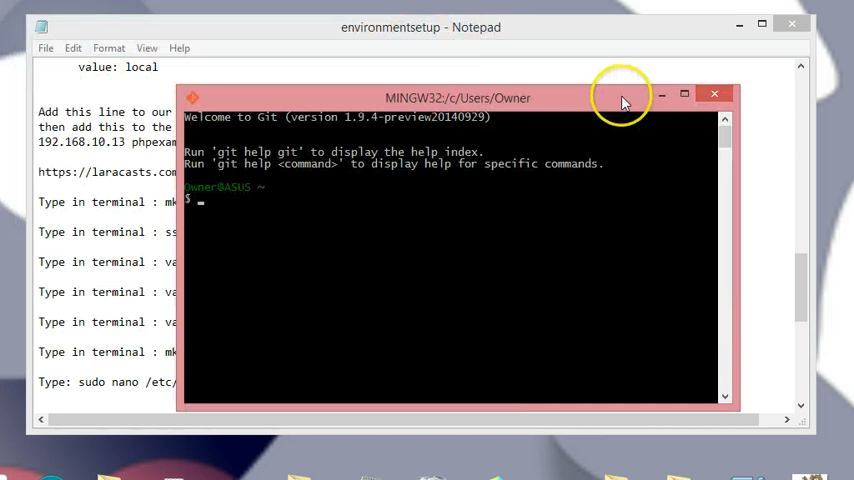 environmentsetup - Notepad
File Edit Format View Help
value: local
Add this line to our
then add this to the
192.168.10.13 phpexam
https://laracasts.com
Type in terminal : mk
Type in terminal : ss
Type in terminal : va
Type in terminal : va
Type in terminal : va
Type in terminal : mk
Type: sudo nano /etc/
MINGW32:/c/Users/Owner
Welcome to Git (version 1.9.4-preview20140929)
Run 'git help git' to display the help index.
Run 'git help <command>' to display help for specific commands.
Owner@ASUS ~
$